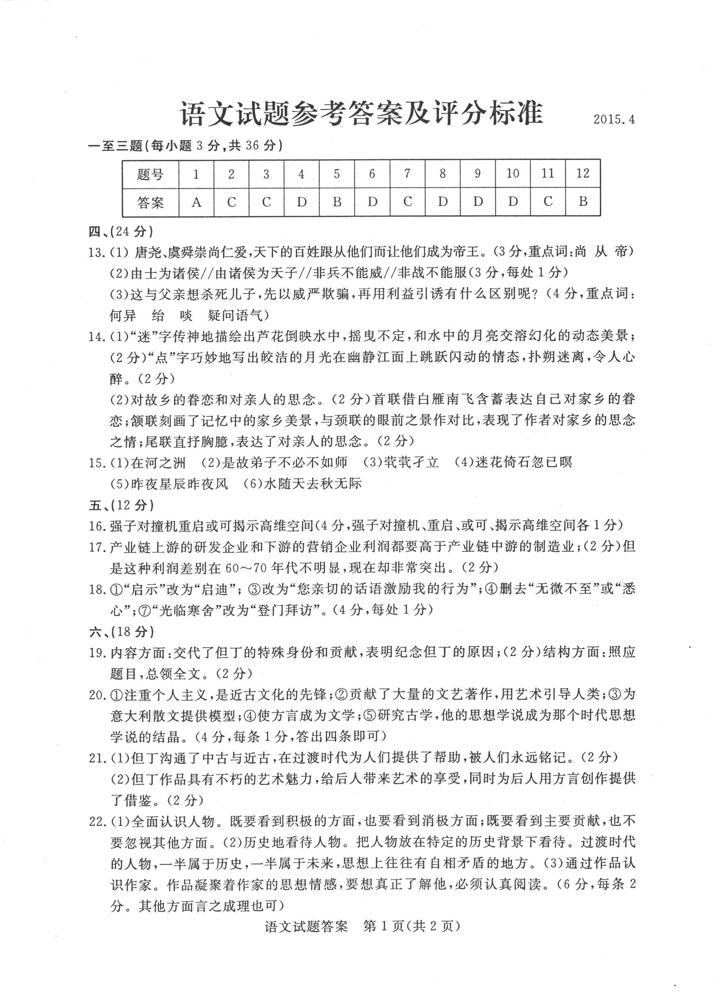 语文试题参考答案及评分标准 2015.4
一至三题(每小题 3 分,共 36 分)
题号 1 2 3 4 5 6 7 8 9 10 11 12
答案 A C C D B D C D D D C B
四、(24 分)
13.(1) 唐尧、虞舜崇尚仁爱,天下的百姓跟从他们而让他们成为帝王。(3 分,重点词:尚 从 帝)
(2)由士为诸侯//由诸侯为天子//非兵不能威//非战不能服(3 分,每处 1 分)
(3)这与父亲想杀死儿子,先以威严欺骗,再用利益引诱有什么区别呢?(4 分,重点词:
何异 给 啖 疑问语气)
14.(1)“迷”字传神地描绘出芦花倒映水中,摇曳不定,和水中的月亮交溶幻化的动态美景;
(2 分)“点”字巧妙地写出皎洁的月光在幽静江面上跳跃闪动的情态,扑朔迷离,令人心
醉。(2 分)
(2)对故乡的眷恋和对亲人的思念。(2 分)首联借白雁南飞含蓄表达自己对家乡的眷
恋;颔联刻画了记忆中的家乡美景,与颈联的眼前之景作对比,表现了作者对家乡的思念
之情;尾联直抒胸臆,表达了对亲人的思念。(2 分)
15.(1)在河之洲 (2)是故弟子不必不如师 (3)茕茕孑立 (4)迷花倚石忽已暝
(5)昨夜星辰昨夜风 (6)水随天去秋无际
五、(12 分)
16.强子对撞机重启或可揭示高维空间(4 分,强子对撞机、重启、或可、揭示高维空间各 1 分)
17.产业链上游的研发企业和下游的营销企业利润都要高于产业链中游的制造业;(2 分)但
是这种利润差别在 60～70 年代不明显,现在却非常突出。(2 分)
18.①“启示”改为“启迪”; ③改为“您亲切的话语激励我的行为”;④删去“无微不至”或“悉
心”;⑦“光临寒舍”改为“登门拜访”。(4 分,每处 1 分)
六、(18 分)
19.内容方面:交代了但丁的特殊身份和贡献,表明纪念但丁的原因;(2 分)结构方面:照应
题目,总领全文。(2 分)
20.①注重个人主义,是近古文化的先锋;②贡献了大量的文艺著作,用艺术引导人类;③为
意大利散文提供模型;④使方言成为文学;⑤研究古学,他的思想学说成为那个时代思想
学说的结晶。(4 分,每条 1 分,答出四条即可)
21.(1)但丁沟通了中古与近古,在过渡时代为人们提供了帮助,被人们永远铭记。(2 分)
(2)但丁作品具有不朽的艺术魅力,给后人带来艺术的享受,同时为后人用方言创作提供
了借鉴。(2 分)
22.(1)全面认识人物。既要看到积极的方面,也要看到消极方面;既要看到主要贡献,也不
要忽视其他方面。(2)历史地看待人物。把人物放在特定的历史背景下看待。过渡时代
的人物,一半属于历史,一半属于未来,思想上往往有自相矛盾的地方。(3)通过作品认
识作家。作品凝聚着作家的思想情感,要想真正了解他,必须认真阅读。(6 分,每条 2
分。其他方面言之成理也可)
语文试题答案 第 1 页(共 2 页)